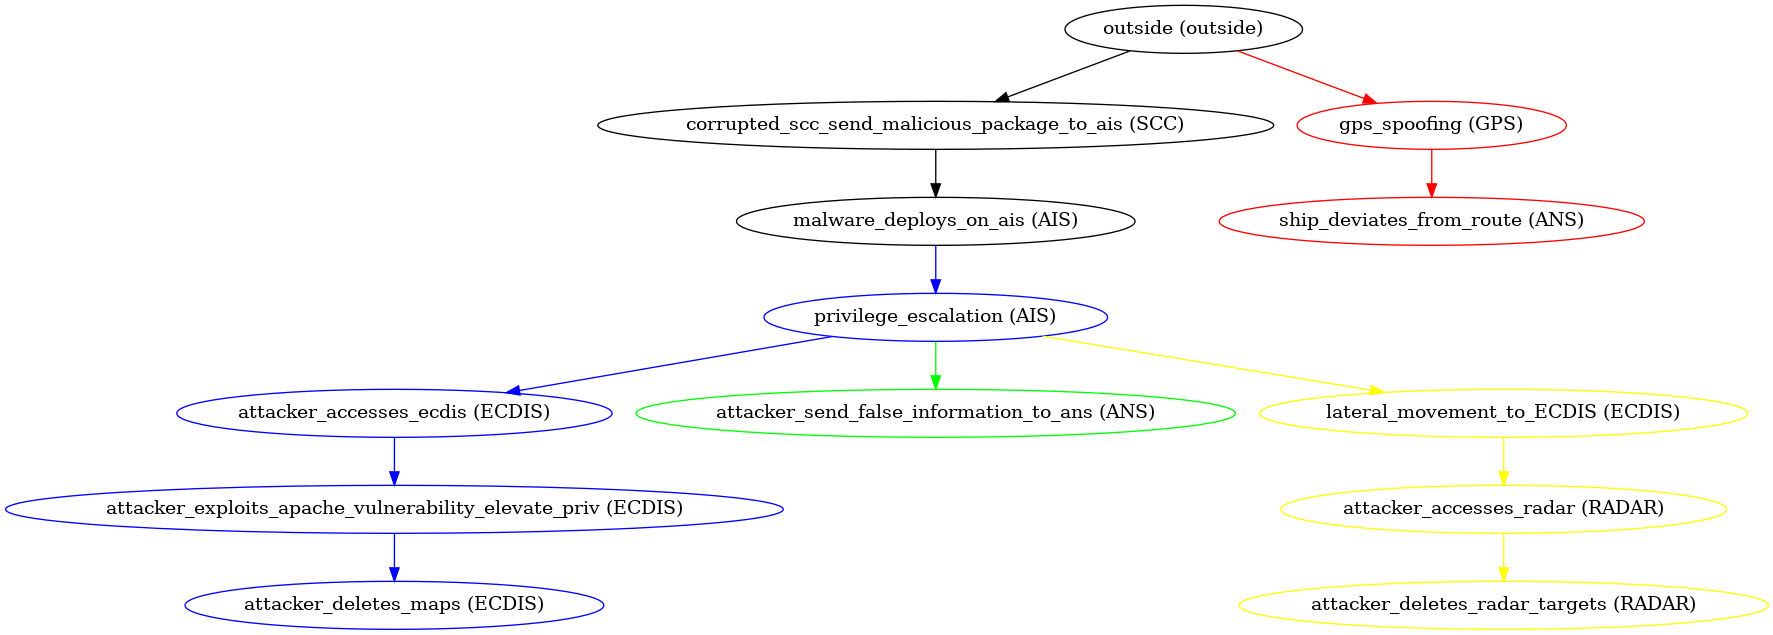 outside (outside)
corrupted_scc_send_malicious_package_to_ais (SCC)
gps_spoofing (GPS)
malware_deploys_on_ais (AIS)
ship_deviates_from_route (ANS)
privilege_escalation (AIS)
attacker_accesses_ecdis (ECDIS)
attacker_send_false_information_to_ans (ANS)
lateral_movement_to_ECDIS (ECDIS)
attacker_exploits_apache_vulnerability_elevate_priv (ECDIS)
attacker_accesses_radar (RADAR)
attacker_deletes_maps (ECDIS)
attacker_deletes_radar_targets (RADAR)